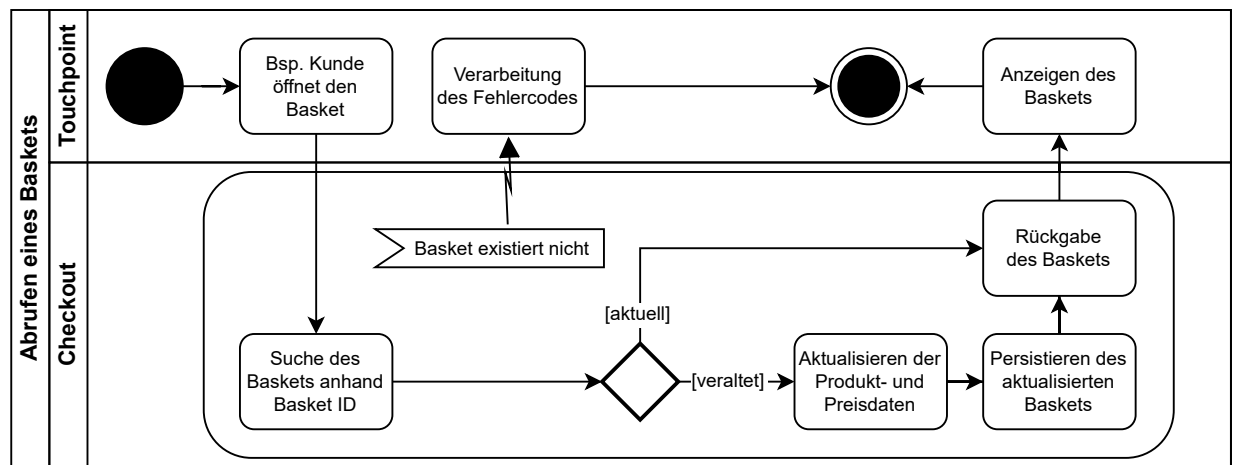 Abrufen eines Baskets
Touchpoint
Bsp. Kunde
öffnet den
Basket
Verarbeitung
des Fehlercodes
Anzeigen des
Baskets
Checkout
Basket existiert nicht
Rückgabe
des Baskets
[aktuell]
Suche des
Baskets anhand
Basket ID
[veraltet]
Aktualisieren der
Produkt- und
Preisdaten
Persistieren des
aktualisierten
Baskets